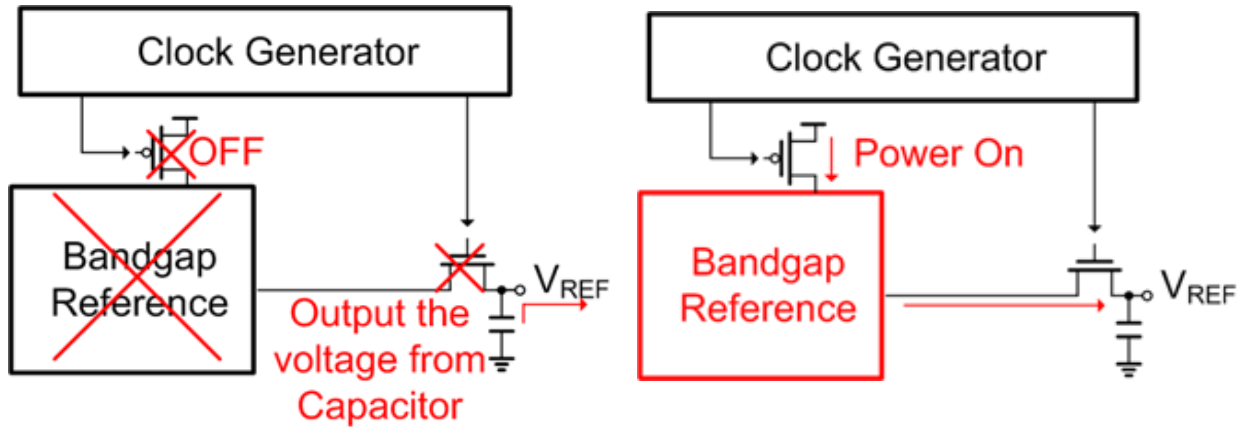 Clock Generator
OFF
Bandgap
Reference
VREF
Output the
voltage from
Capacitor
Clock Generator
Power On
Bandgap
Reference
VREF